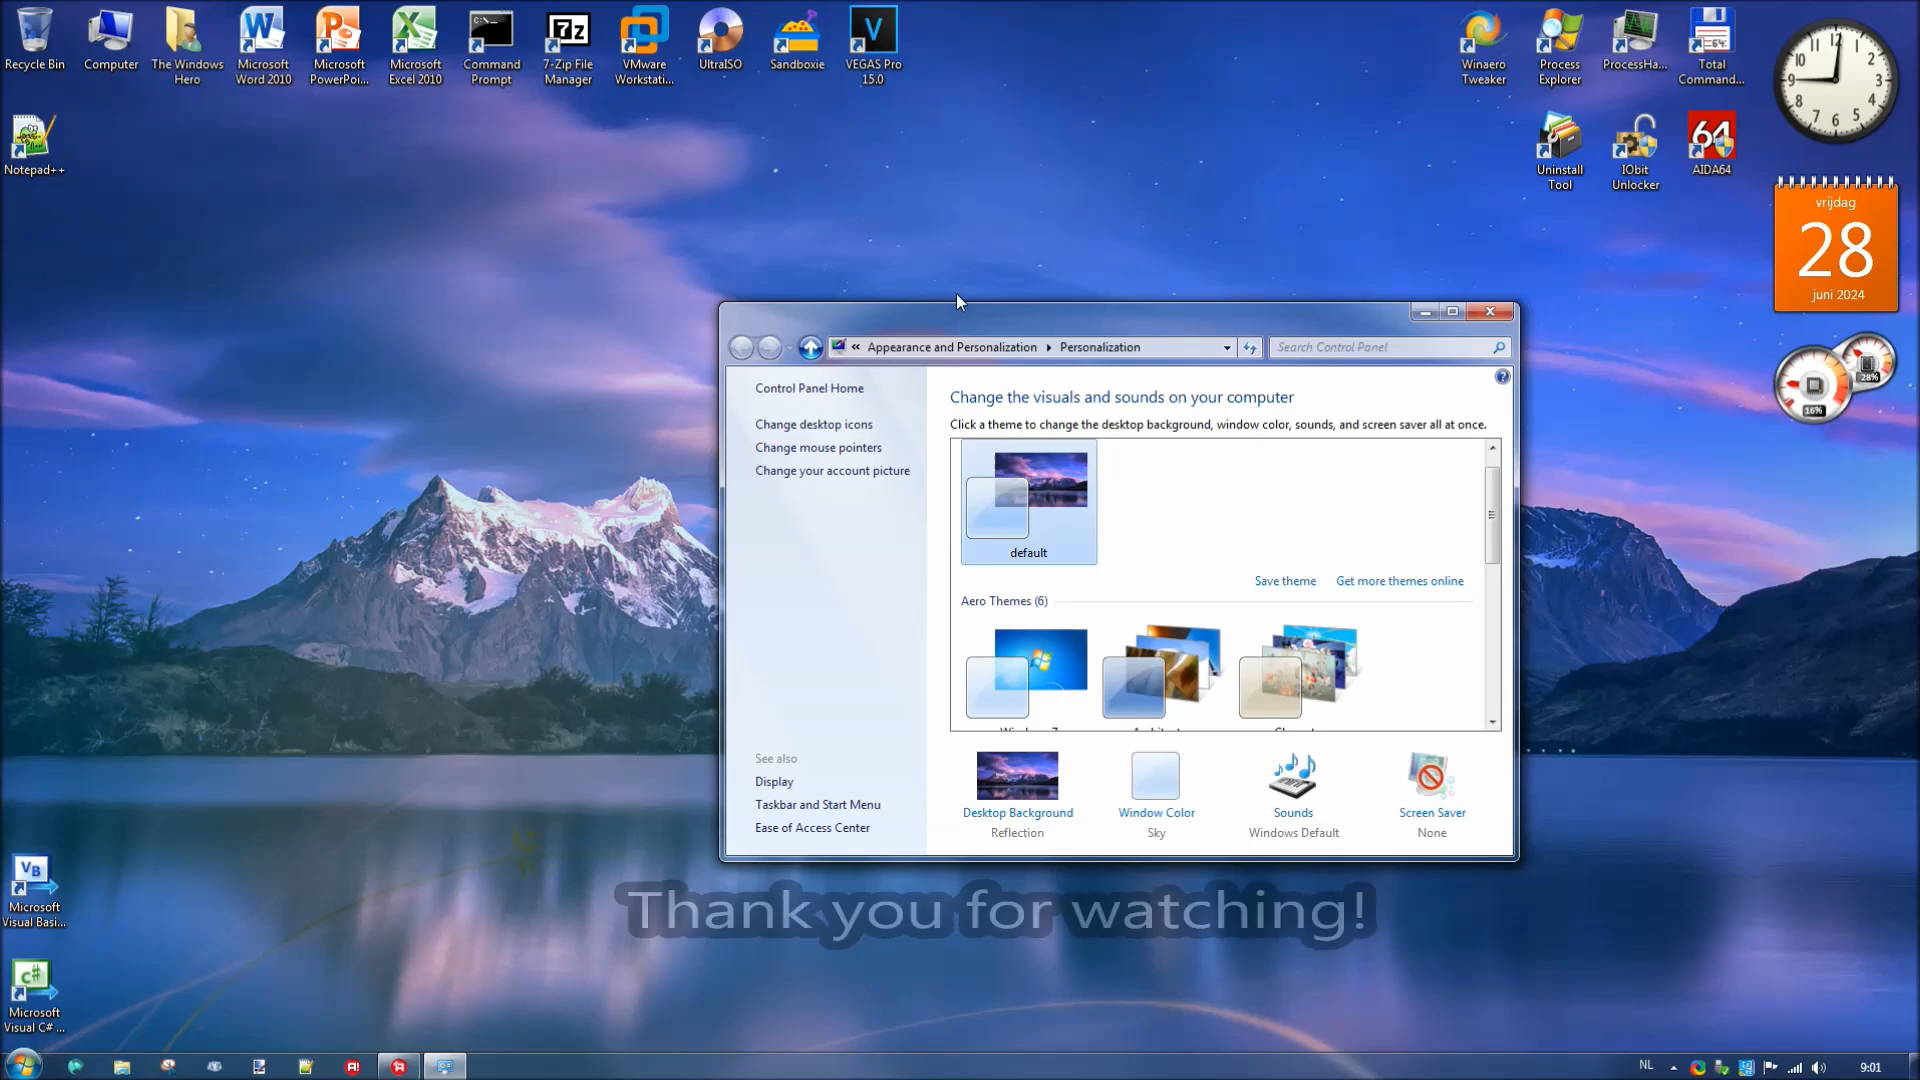 Recycle Bin
Computer
The Windows
Hero
Microsoft
Word 2010
Microsoft
PowerPoi...
Microsoft
Excel 2010
Command
Prompt
7-Zip File
Manager
VMware
Workstati...
UltraISO
Sandboxie
VEGAS Pro
15.0
Winaero
Tweaker
Process
Explorer
ProcessHa...
Total
Command...
Notepad++
Uninstall
Tool
IObit
Unlocker
AIDA64
vrijdag
28
juni 2024
28%
16%
« Appearance and Personalization Personalization
Search Control Panel
Control Panel Home
Change desktop icons
Change mouse pointers
Change your account picture
Change the visuals and sounds on your computer
Click a theme to change the desktop background, window color, sounds, and screen saver all at once.
default
Save theme Get more themes online
Aero Themes (6)
See also
Display
Taskbar and Start Menu
Ease of Access Center
Desktop Background
Reflection
Window Color
Sky
Sounds
Windows Default
Screen Saver
None
Thank you for watching!
Microsoft
Visual Basi...
Microsoft
Visual C# ...
NL
9:01